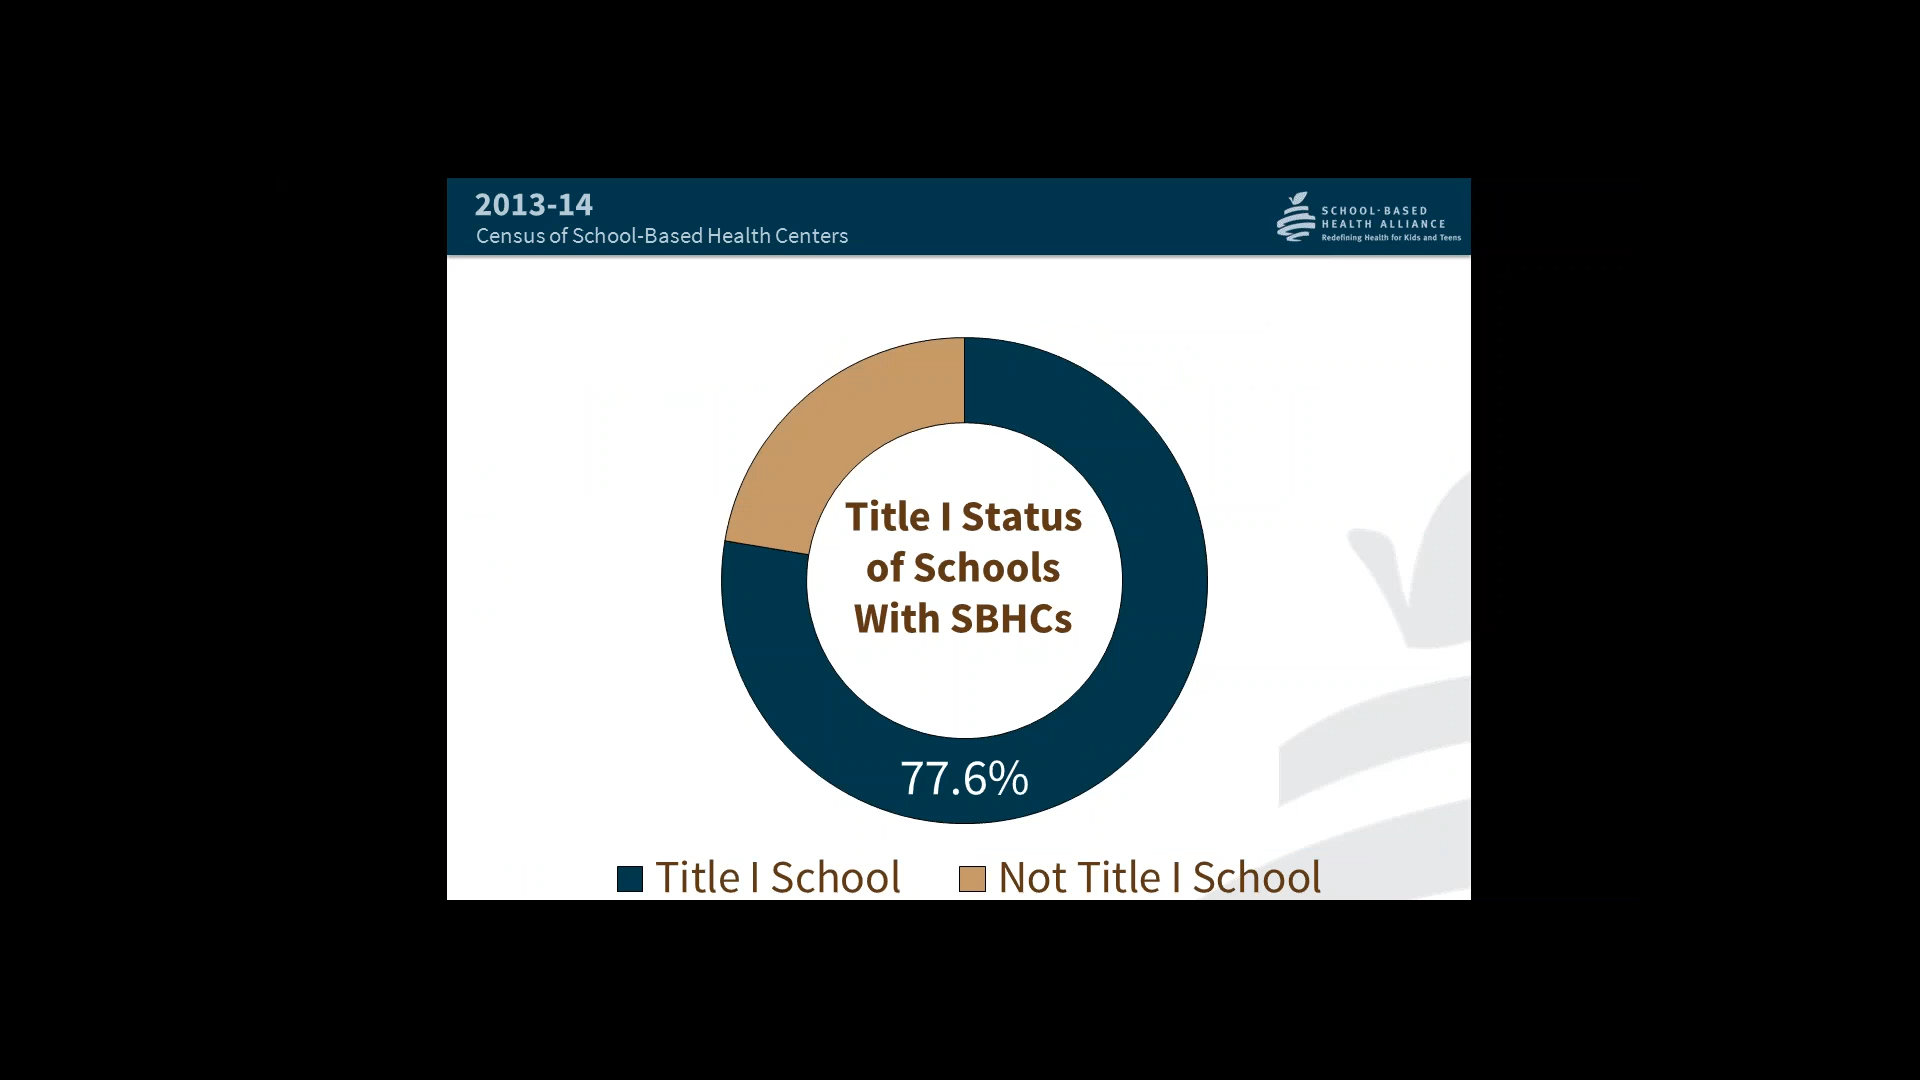 2013-14
Census of School-Based Health Centers
SCHOOL-BASED
HEALTH ALLIANCE
Redefining Health for Kids and Teens
Title I Status
of Schools
With SBHCs
77.6%
Title I School
Not Title I School